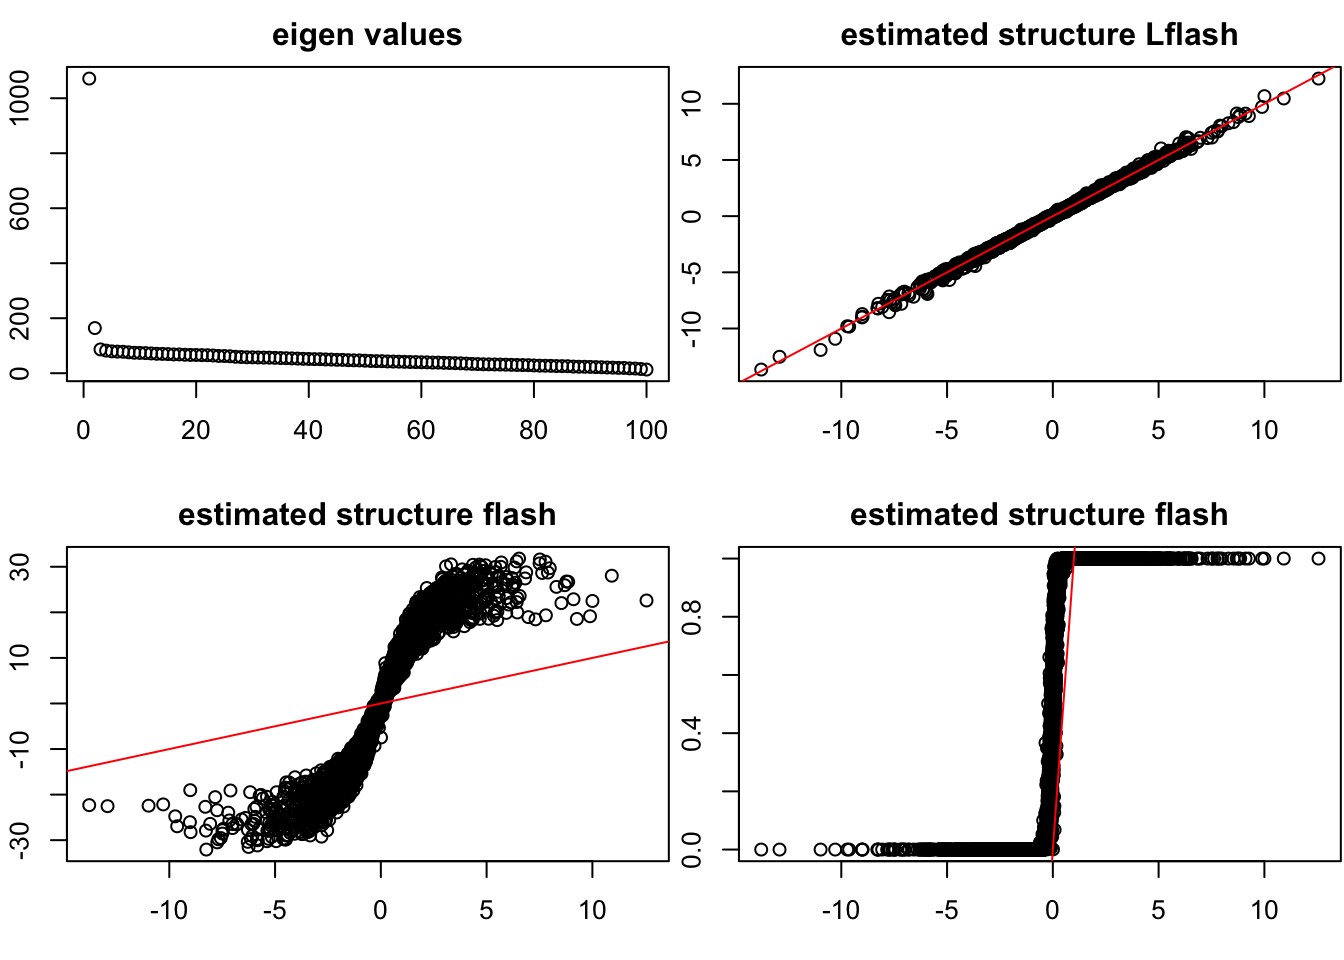 eigen values
1000
600
200
0
0 20 40 60 80 100
estimated structure Lflash
10
5
0
-5
-10
-10 -5 0 5 10
estimated structure flash
30
10
-10
-30
-10 -5 0 5 10
estimated structure flash
0.8
0.4
0.0
-10 -5 0 5 10